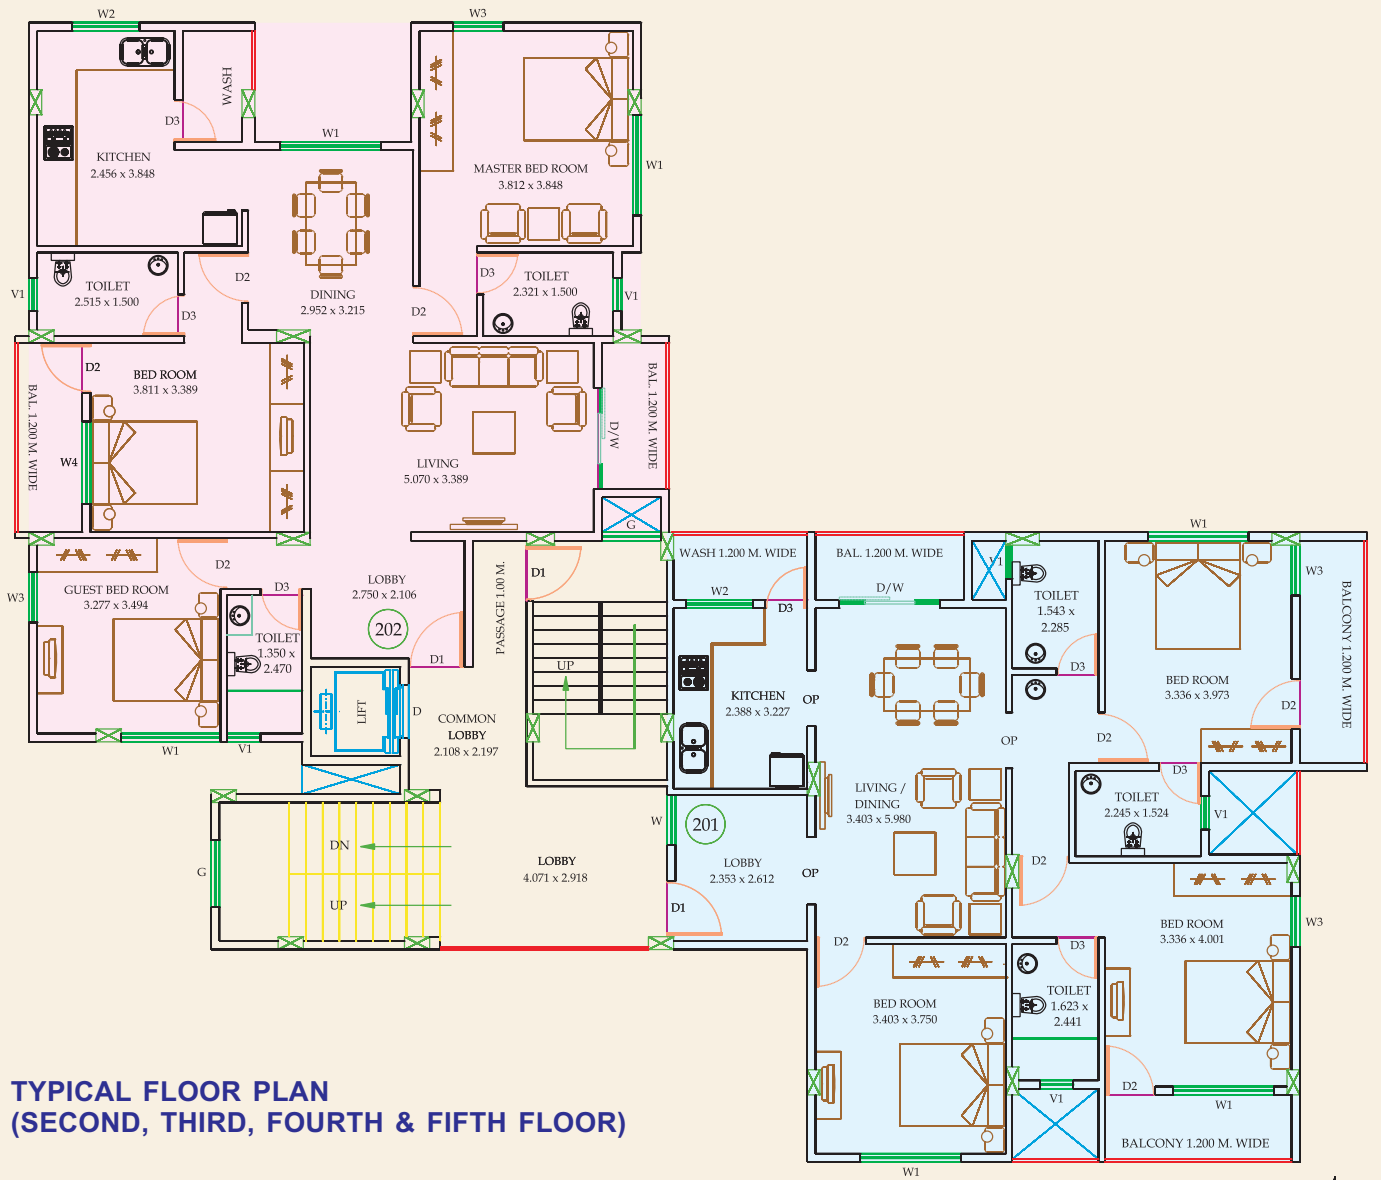 W2
W3
WASH
D3
W1
KITCHEN
2.456 x 3.848
MASTER BED ROOM
3.812 x 3.848
W1
D2
D3
TOILET
2.515 x 1.500
V1
D3
DINING
2.952 x 3.215
D2
TOILET
2.321 x 1.500
V1
D2
BED ROOM
3.811 x 3.389
BAL. 1.200 M. WIDE
W4
LIVING
5.070 x 3.389
D/W
BAL. 1.200 M. WIDE
G
D2
GUEST BED ROOM
3.277 x 3.494
W3
D3
TOILET
1.350 x
2.470
LOBBY
2.750 x 2.106
202
D1
PASSAGE 1.00 M.
D1
UP
LIFT
D
COMMON
LOBBY
2.108 x 2.197
W1
V1
WASH 1.200 M. WIDE
BAL. 1.200 M. WIDE
W2
D3
D/W
V1
W1
W3
TOILET
1.543 x
2.285
D3
BED ROOM
3.336 x 3.973
D2
BALCONY 1.200 M. WIDE
KITCHEN
2.388 x 3.227
OP
OP
D2
D3
TOILET
2.245 x 1.524
V1
LIVING /
DINING
3.403 x 5.980
W
201
LOBBY
2.353 x 2.612
OP
D1
D2
G
DN
UP
LOBBY
4.071 x 2.918
D2
BED ROOM
3.336 x 4.001
W3
D3
TOILET
1.623 x
2.441
BED ROOM
3.403 x 3.750
V1
D2
W1
BALCONY 1.200 M. WIDE
W1
TYPICAL FLOOR PLAN
(SECOND, THIRD, FOURTH & FIFTH FLOOR)